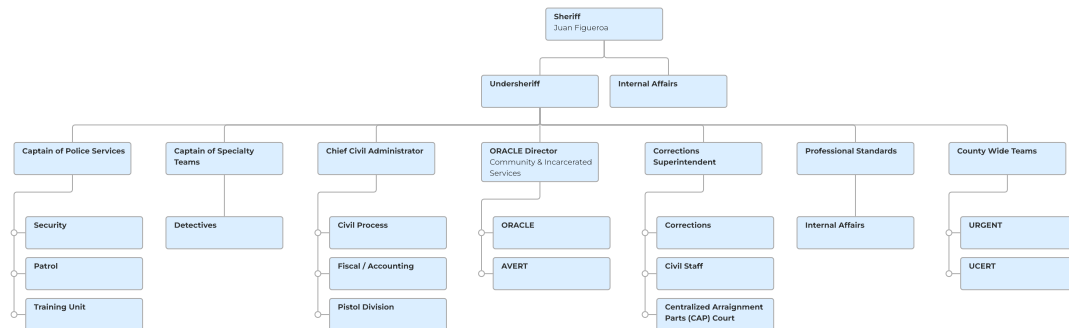 Sheriff
Juan Figueroa
Undersheriff
Internal Affairs
Captain of Police Services
Captain of Specialty
Teams
Chief Civil Administrator
ORACLE Director
Community & Incarcerated
Services
Corrections
Superintendent
Professional Standards
County Wide Teams
Security
Detectives
Civil Process
ORACLE
Corrections
Internal Affairs
URGENT
Patrol
Fiscal / Accounting
AVERT
Civil Staff
UCERT
Training Unit
Pistol Division
Centralized Arraignment
Parts (CAP) Court